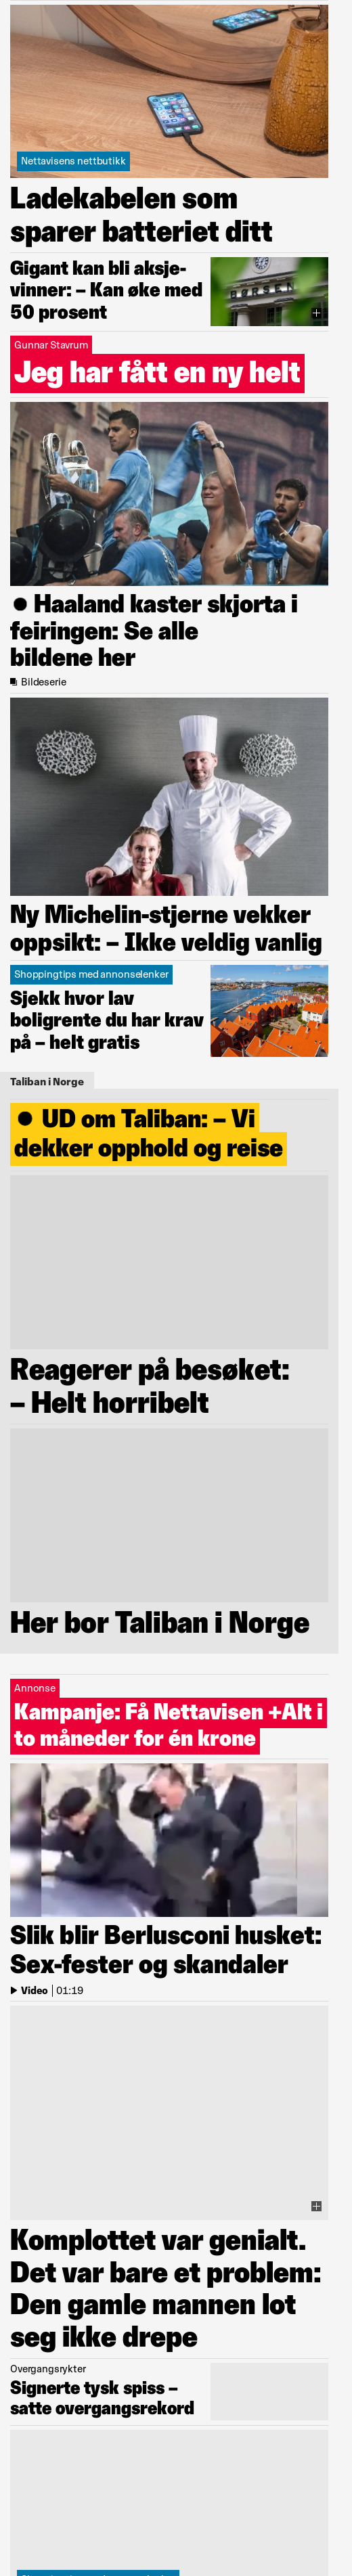 Nettavisens nettbutikk
Ladekabelen som
sparer batteriet ditt
Gigant kan bli aksje-
vinner: – Kan øke med
50 prosent
BØRSEN
Gunnar Stavrum
Jeg har fått en ny helt
Haaland kaster skjorta i
feiringen: Se alle
bildene her
Bildeserie
Ny Michelin-stjerne vekker
oppsikt: – Ikke veldig vanlig
Shoppingtips med annonselenker
Sjekk hvor lav
boligrente du har krav
på – helt gratis
Taliban i Norge
UD om Taliban: – Vi
dekker opphold og reise
Reagerer på besøket:
– Helt horribelt
Her bor Taliban i Norge
Annonse
Kampanje: Få Nettavisen +Alt i
to måneder for én krone
Slik blir Berlusconi husket:
Sex-fester og skandaler
Video | 01:19
Komplottet var genialt.
Det var bare et problem:
Den gamle mannen lot
seg ikke drepe
Overgangsrykter
Signerte tysk spiss –
satte overgangsrekord